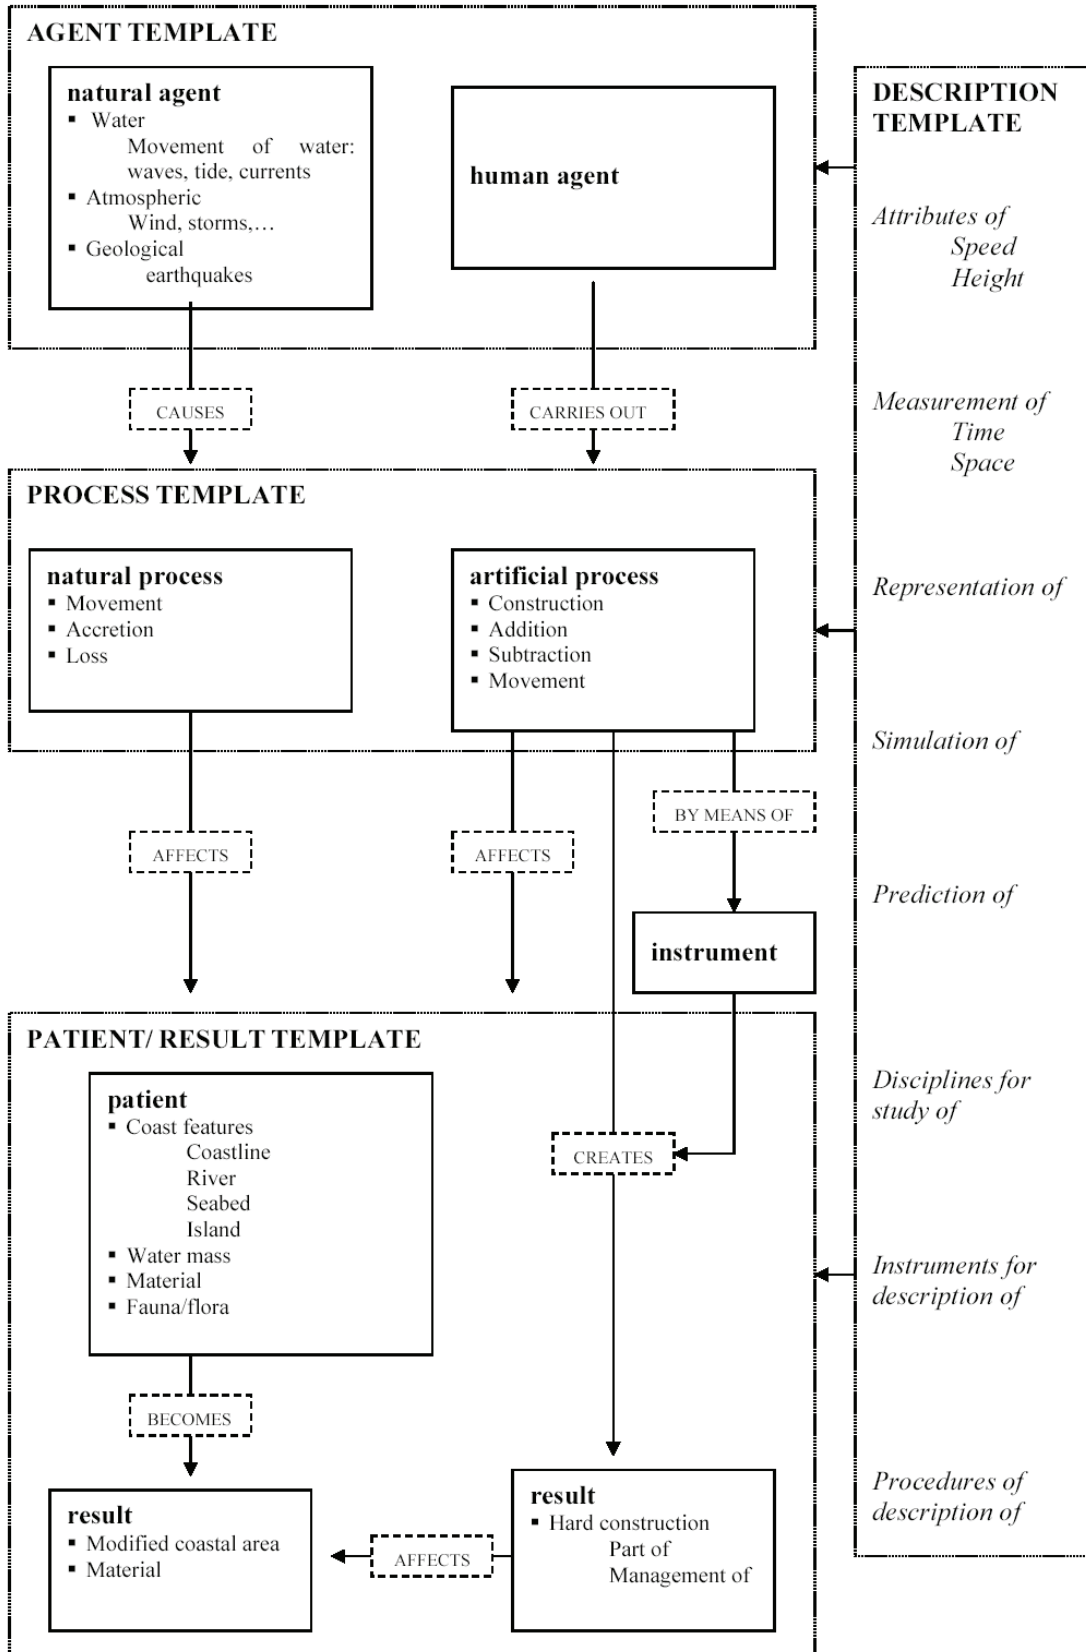 AGENT TEMPLATE
natural agent
▪ Water
Movement of water:
waves, tide, currents
▪ Atmospheric
Wind, storms,…
▪ Geological
earthquakes
human agent
CAUSES
CARRIES OUT
PROCESS TEMPLATE
natural process
▪ Movement
▪ Accretion
▪ Loss
artificial process
▪ Construction
▪ Addition
▪ Subtraction
▪ Movement
AFFECTS
AFFECTS
BY MEANS OF
instrument
PATIENT/ RESULT TEMPLATE
patient
▪ Coast features
Coastline
River
Seabed
Island
▪ Water mass
▪ Material
▪ Fauna/flora
CREATES
BECOMES
result
▪ Modified coastal area
▪ Material
AFFECTS
result
▪ Hard construction
Part of
Management of
DESCRIPTION
TEMPLATE
Attributes of
Speed
Height
Measurement of
Time
Space
Representation of
Simulation of
Prediction of
Disciplines for
study of
Instruments for
description of
Procedures of
description of